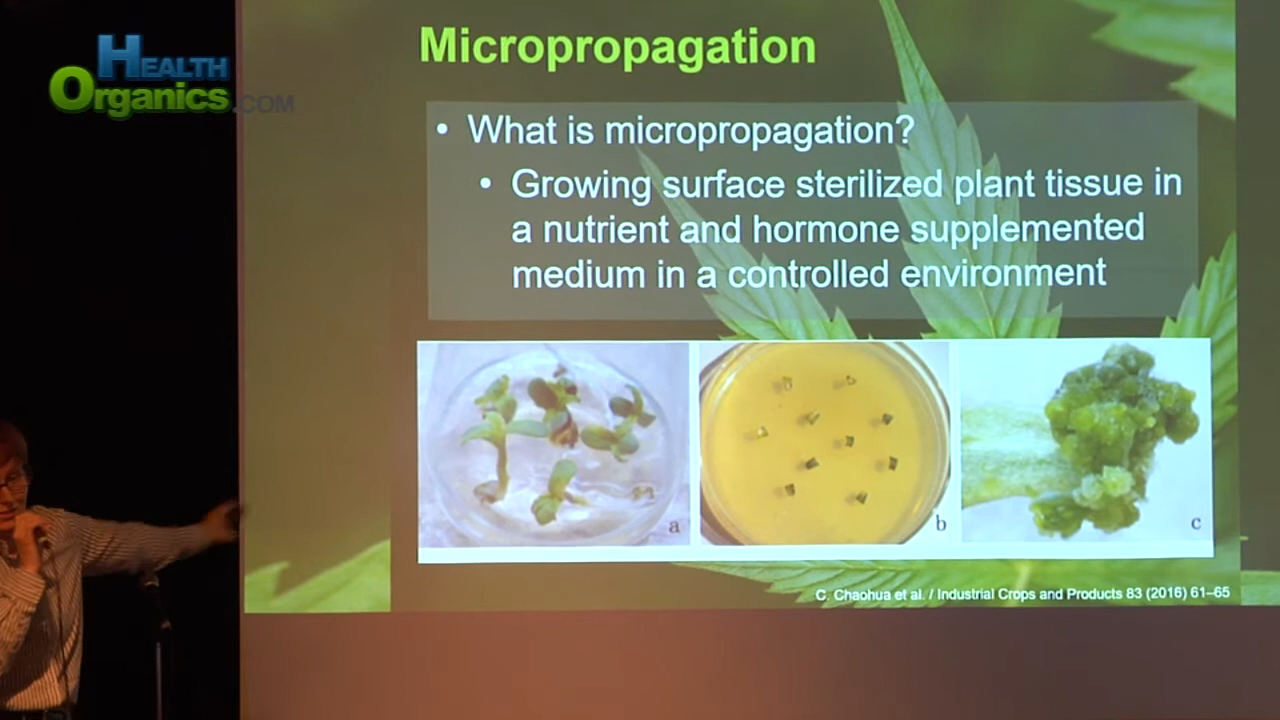 HEALTH
Organics.COM
Micropropagation
• What is micropropagation?
• Growing surface sterilized plant tissue in
a nutrient and hormone supplemented
medium in a controlled environment
a
b
c
C. Chaohua et al. / Industrial Crops and Products 83 (2016) 61–65